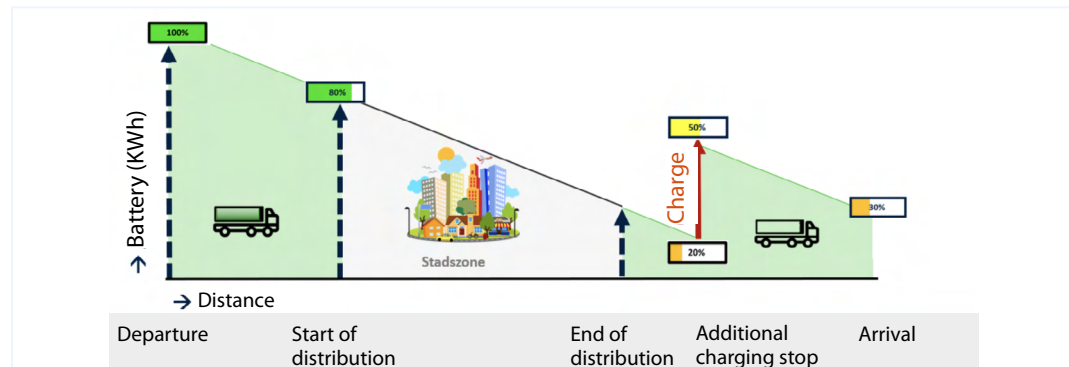 100%
80%
50%
30%
20%
Charge
→ Battery (KWh)
Stadszone
→ Distance
Departure
Start of
distribution
End of
distribution
Additional
charging stop
Arrival